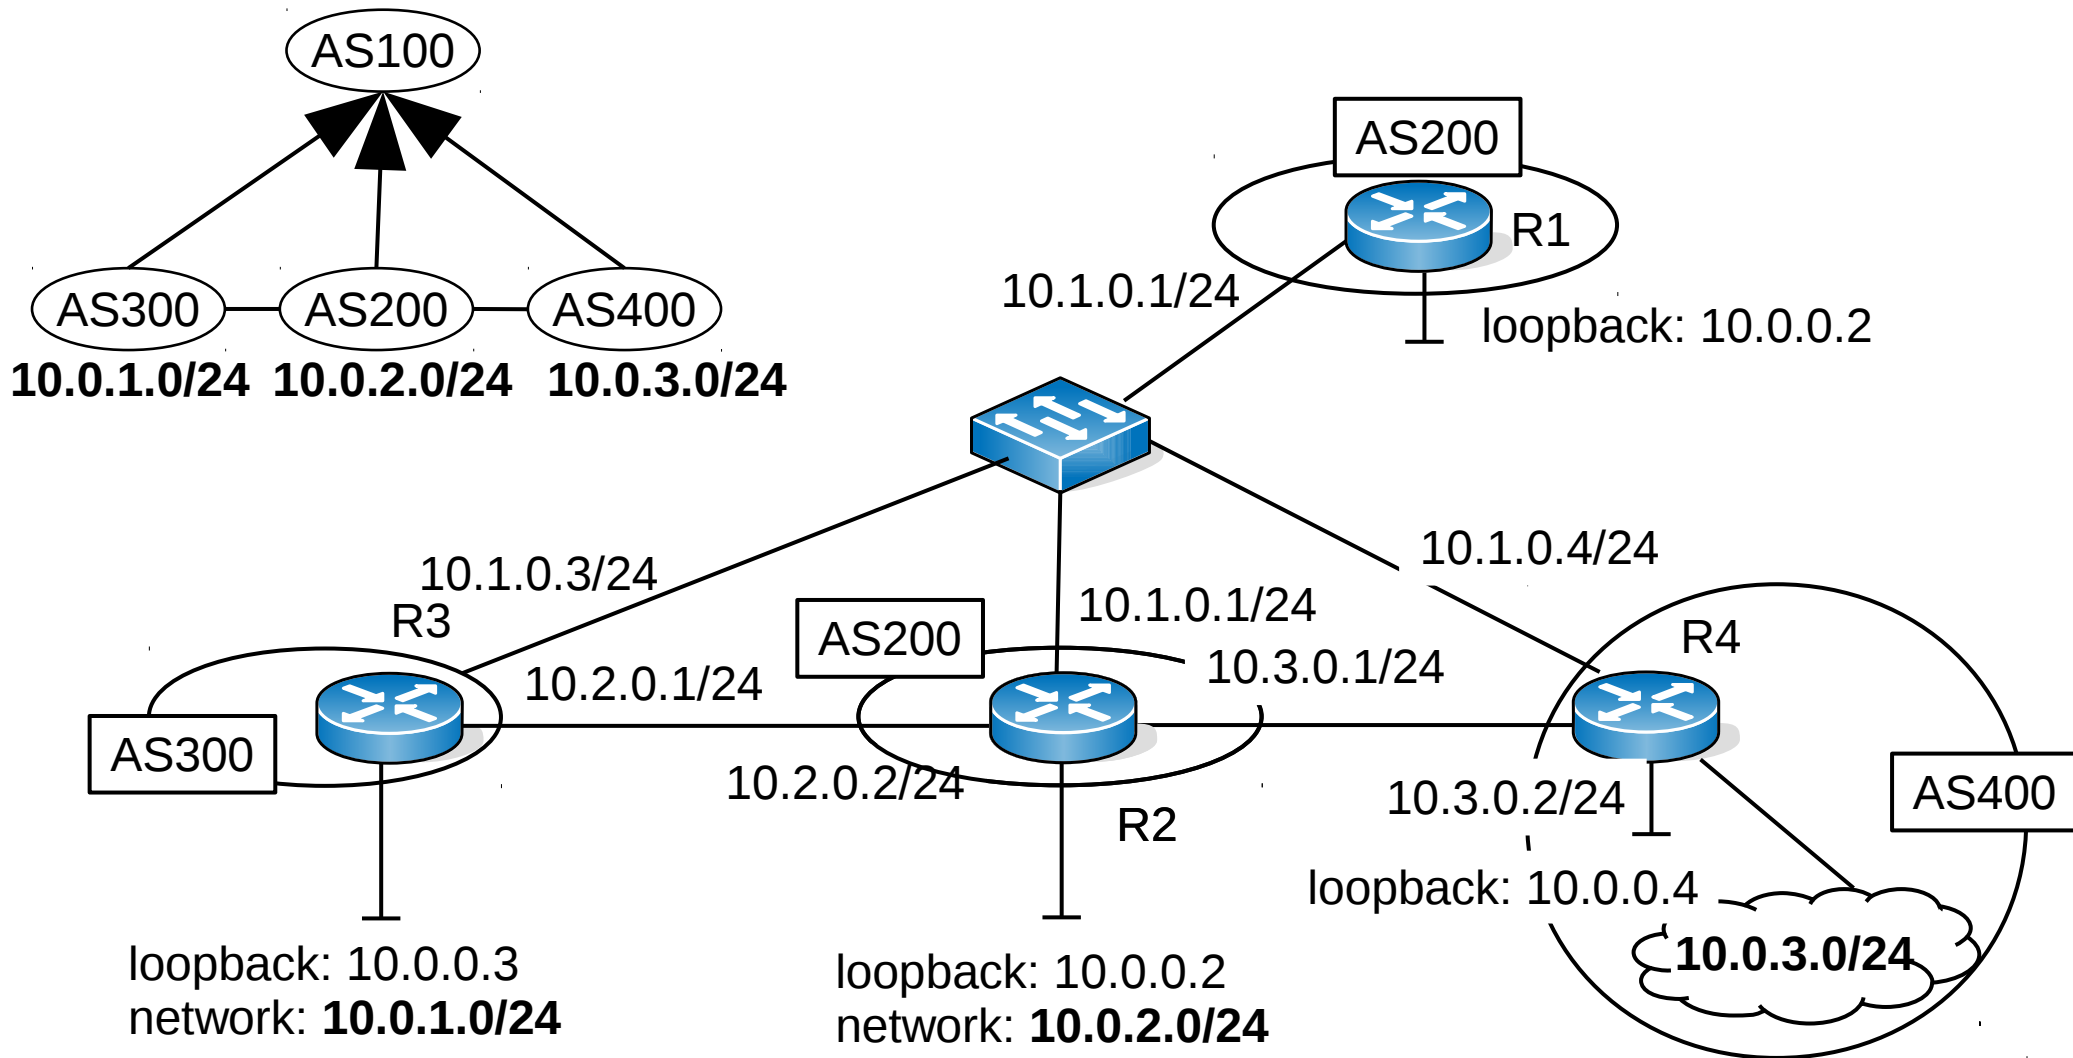 AS100
AS300
AS200
AS400
10.0.1.0/24
10.0.2.0/24
10.0.3.0/24
AS200
R1
10.1.0.1/24
loopback: 10.0.0.2
10.1.0.3/24
R3
10.1.0.4/24
10.1.0.1/24
AS200
R4
10.2.0.1/24
10.3.0.1/24
AS300
10.2.0.2/24
R2
10.3.0.2/24
AS400
loopback: 10.0.0.4
10.0.3.0/24
loopback: 10.0.0.3
network: 10.0.1.0/24
loopback: 10.0.0.2
network: 10.0.2.0/24